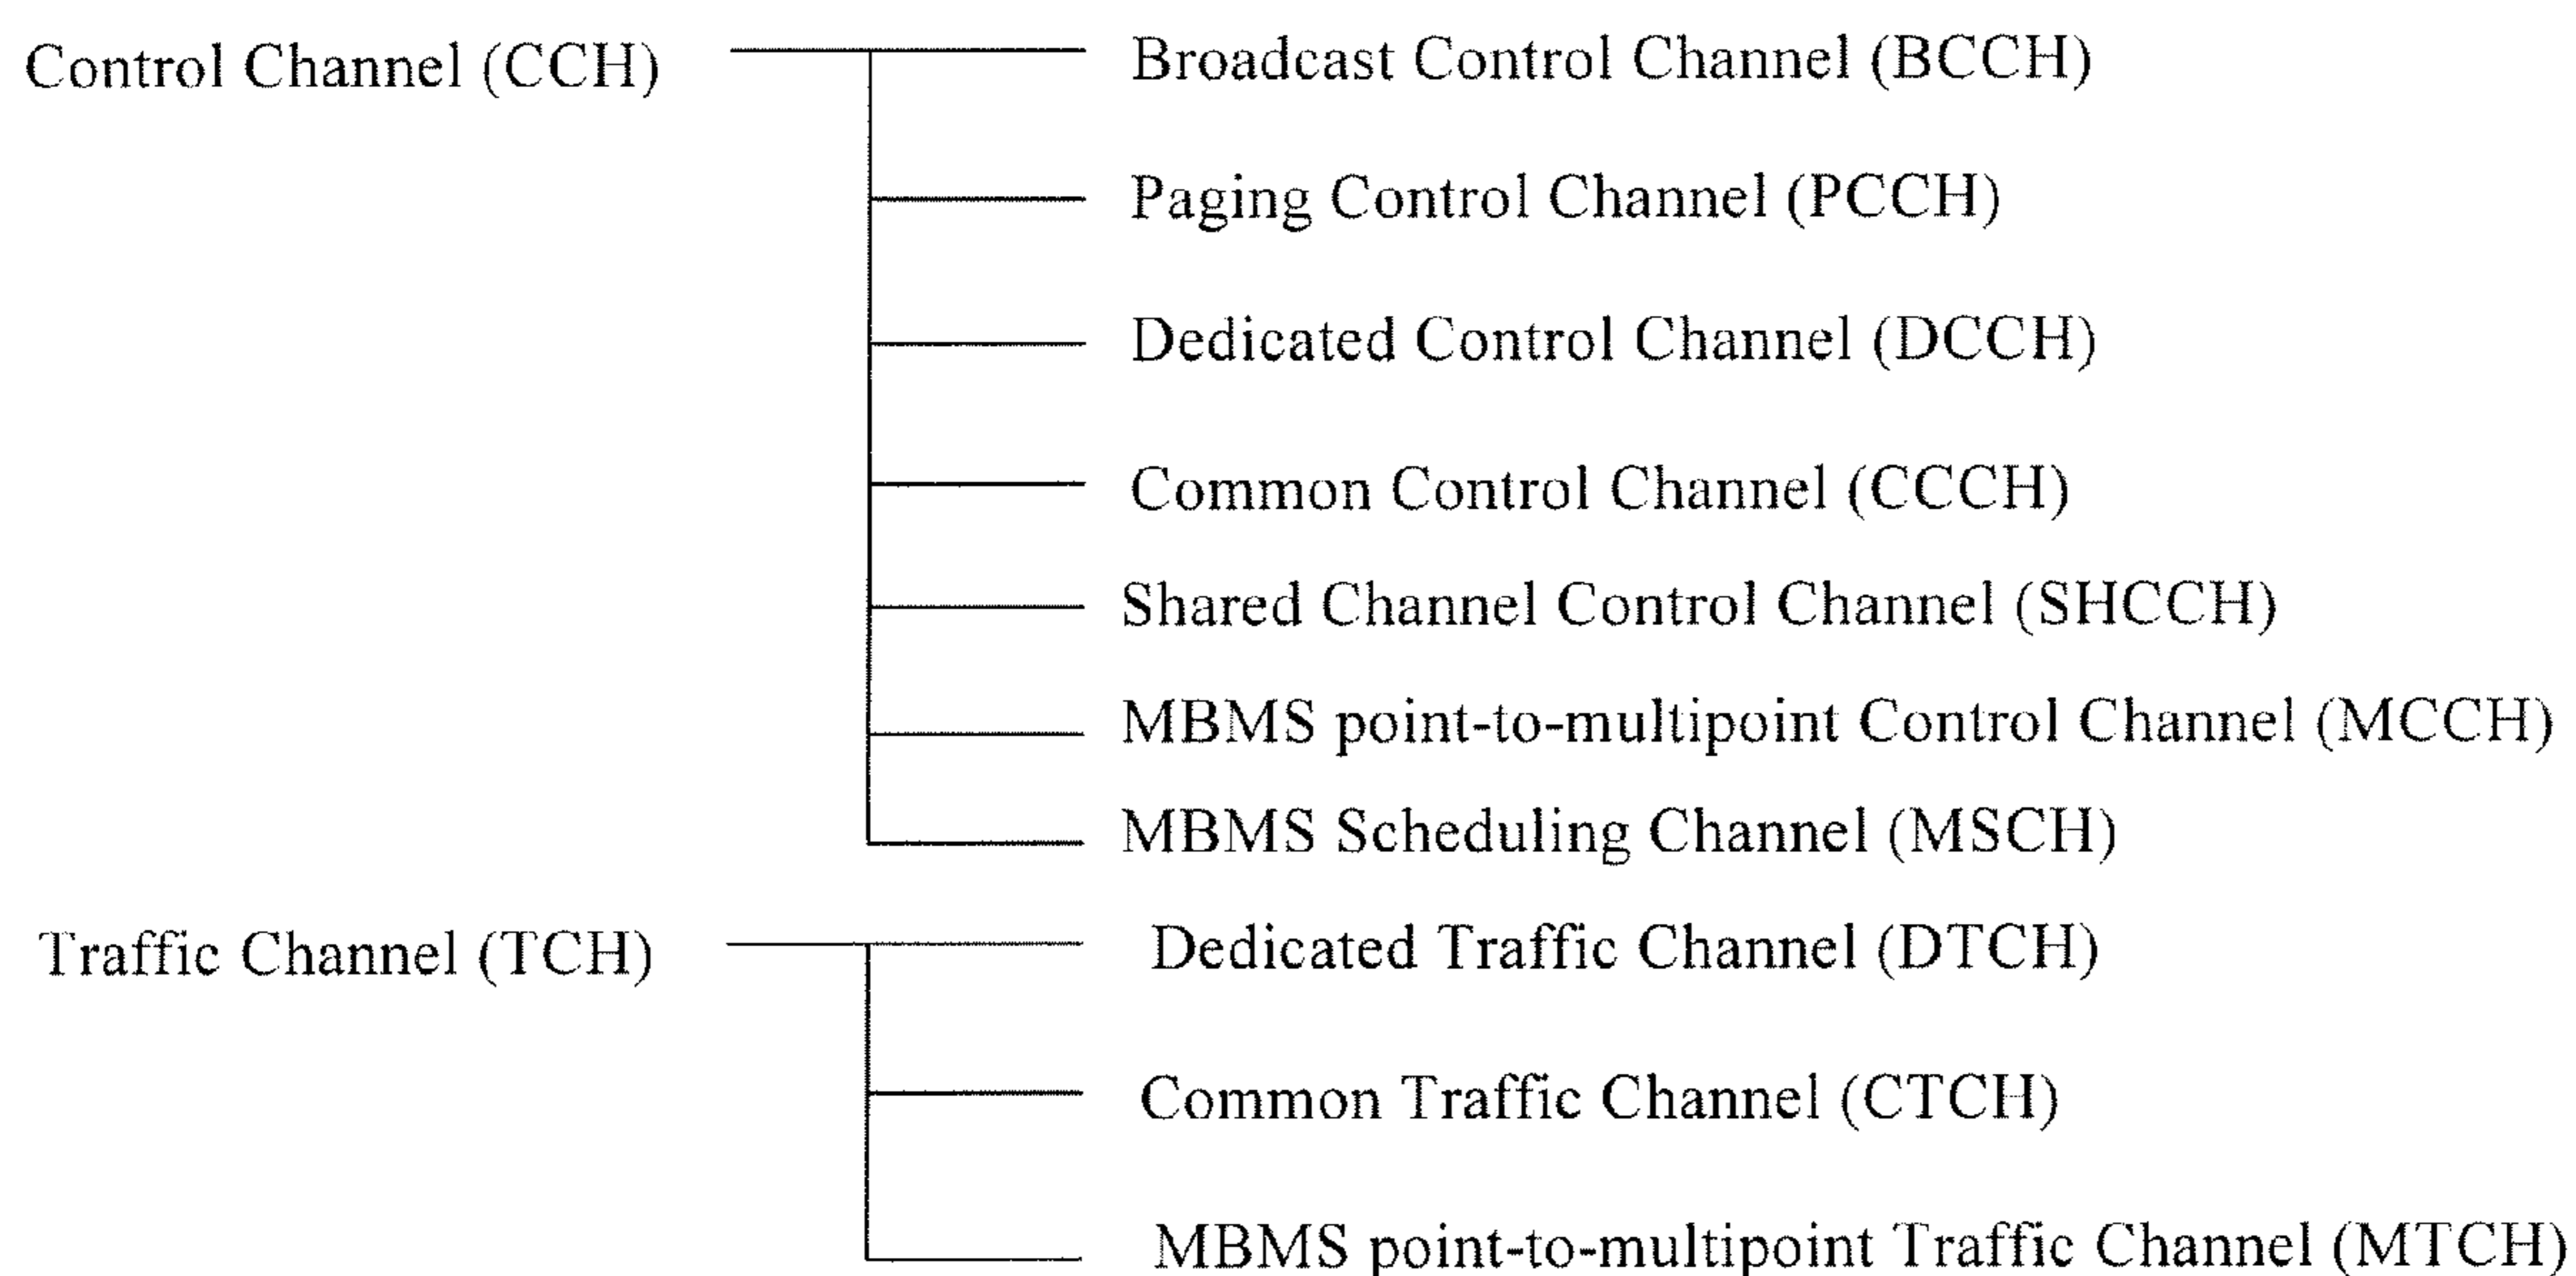 Control Channel (CCH)
Broadcast Control Channel (BCCH)
Paging Control Channel (PCCH)
Dedicated Control Channel (DCCH)
Common Control Channel (CCCH)
Shared Channel Control Channel (SHCCH)
MBMS point-to-multipoint Control Channel (MCCH)
MBMS Scheduling Channel (MSCH)
Traffic Channel (TCH)
Dedicated Traffic Channel (DTCH)
Common Traffic Channel (CTCH)
MBMS point-to-multipoint Traffic Channel (MTCH)